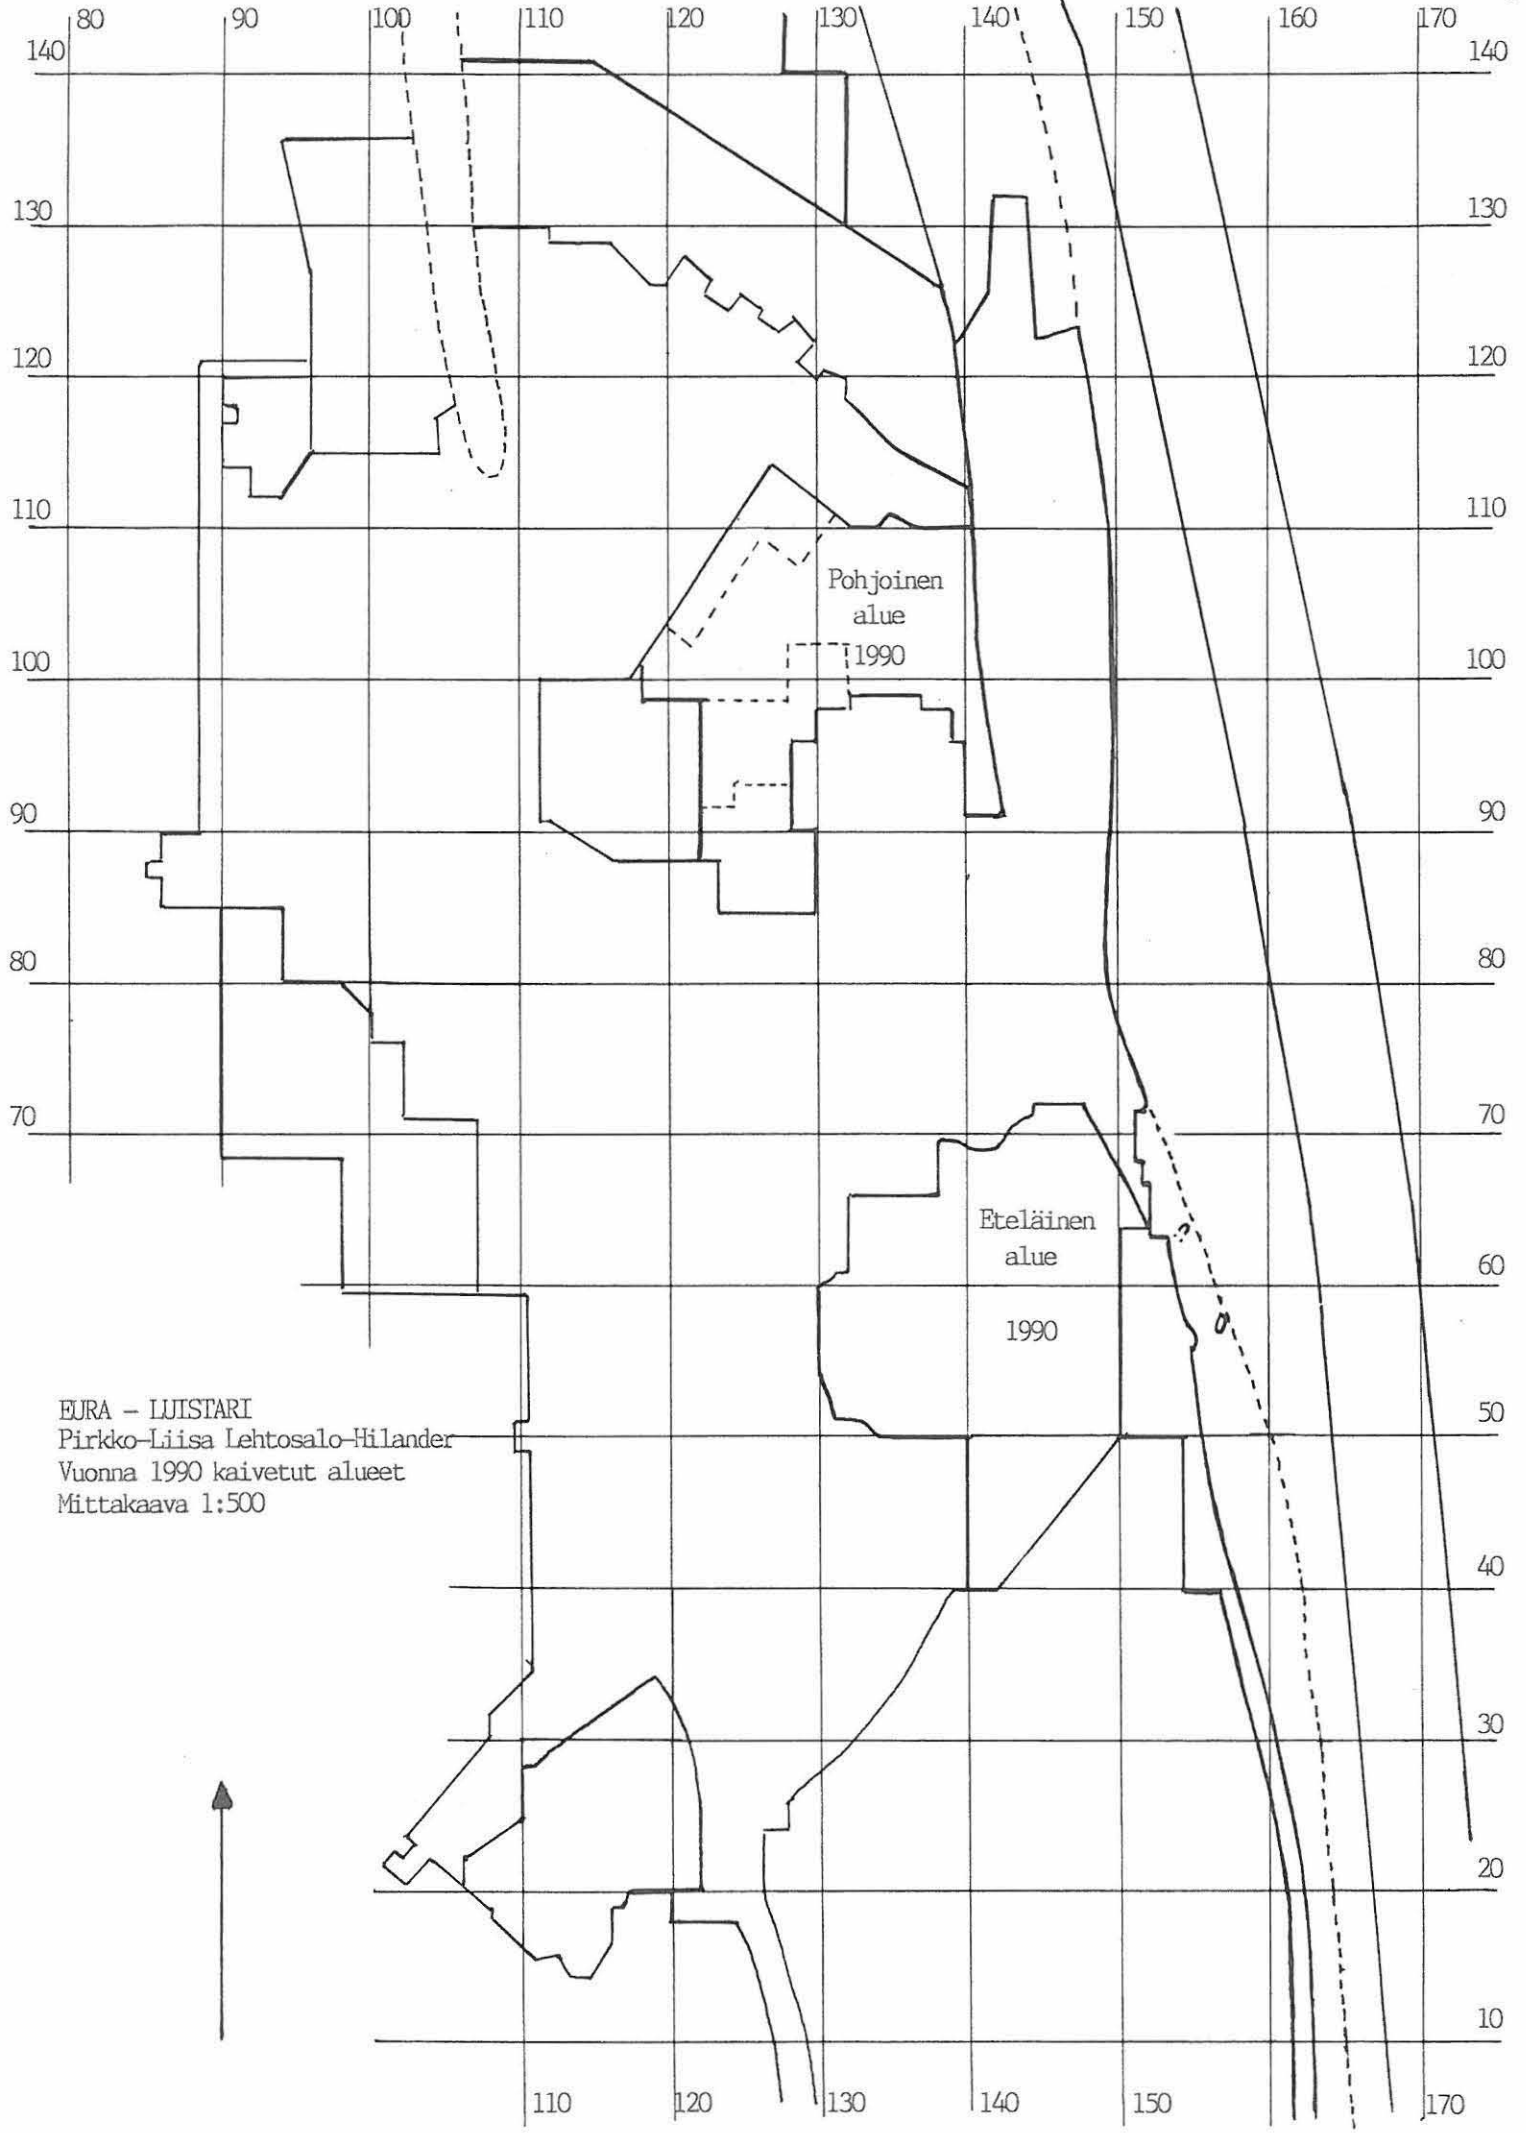 80 90 100 110 120 130 140 150 160 170
140 140
130 130
120 120
110 110
Pohjoinen
alue
1990
100 100
90 90
80 80
70 70
Eteläinen
alue
1990
60
50
EURA - LUISTARI
Pirkko-Liisa Lehtosalo-Hilander
Vuonna 1990 kaivetut alueet
Mittakaava 1:500
40
30
20
10
110 120 130 140 150 170